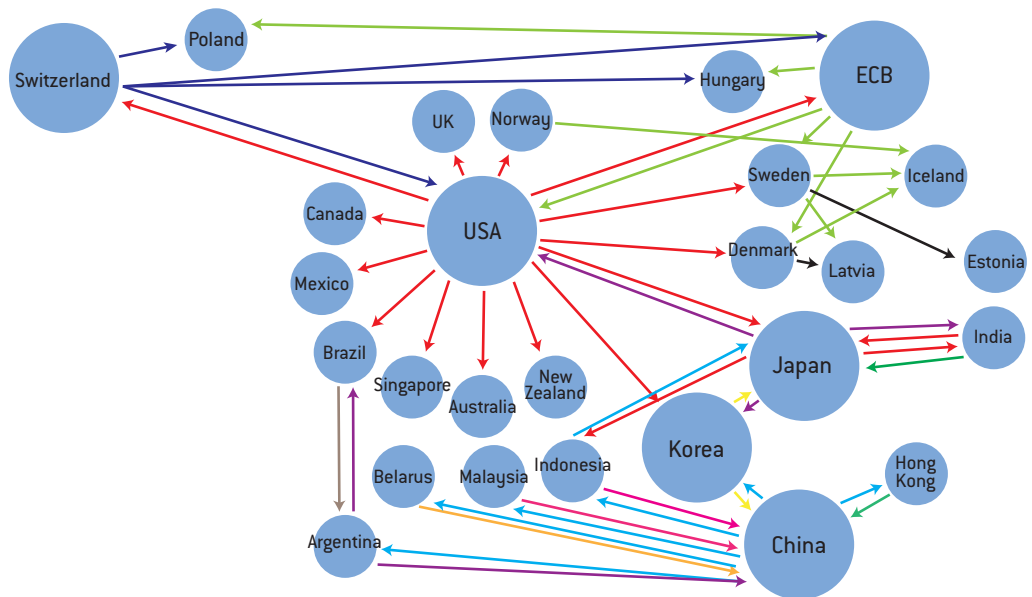 Poland
Switzerland
Hungary
ECB
UK
Norway
Sweden
Iceland
Canada
USA
Denmark
Latvia
Estonia
Mexico
Brazil
Japan
India
Singapore
Australia
New
Zealand
Korea
Belarus
Malaysia
Indonesia
Hong
Kong
Argentina
China